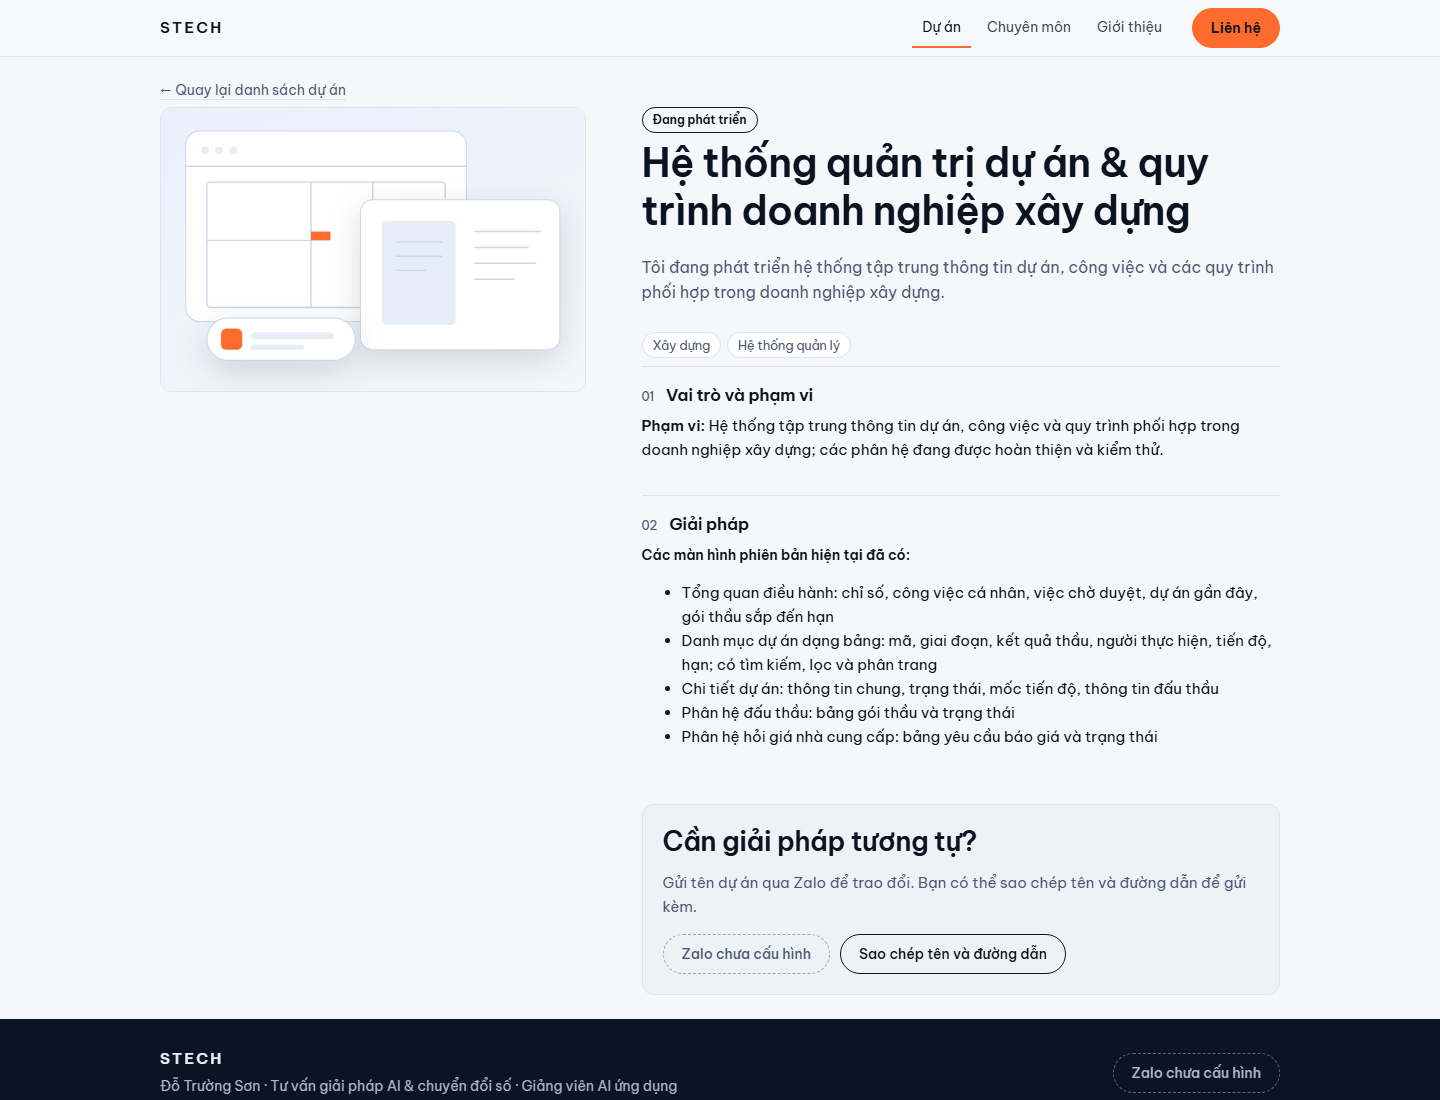 STECH
Dự án
Chuyên môn
Giới thiệu
Liên hệ
← Quay lại danh sách dự án
Đang phát triển
Hệ thống quản trị dự án & quy
trình doanh nghiệp xây dựng
Tôi đang phát triển hệ thống tập trung thông tin dự án, công việc và các quy trình
phối hợp trong doanh nghiệp xây dựng.
Xây dựng
Hệ thống quản lý
01 Vai trò và phạm vi
Phạm vi: Hệ thống tập trung thông tin dự án, công việc và quy trình phối hợp trong
doanh nghiệp xây dựng; các phân hệ đang được hoàn thiện và kiểm thử.
02 Giải pháp
Các màn hình phiên bản hiện tại đã có:
• Tổng quan điều hành: chỉ số, công việc cá nhân, việc chờ duyệt, dự án gần đây,
gói thầu sắp đến hạn
• Danh mục dự án dạng bảng: mã, giai đoạn, kết quả thầu, người thực hiện, tiến độ,
hạn; có tìm kiếm, lọc và phân trang
• Chi tiết dự án: thông tin chung, trạng thái, mốc tiến độ, thông tin đấu thầu
• Phân hệ đấu thầu: bảng gói thầu và trạng thái
• Phân hệ hỏi giá nhà cung cấp: bảng yêu cầu báo giá và trạng thái
Cần giải pháp tương tự?
Gửi tên dự án qua Zalo để trao đổi. Bạn có thể sao chép tên và đường dẫn để gửi
kèm.
Zalo chưa cấu hình
Sao chép tên và đường dẫn
STECH
Đỗ Trường Sơn · Tư vấn giải pháp AI & chuyển đổi số · Giảng viên AI ứng dụng
Zalo chưa cấu hình